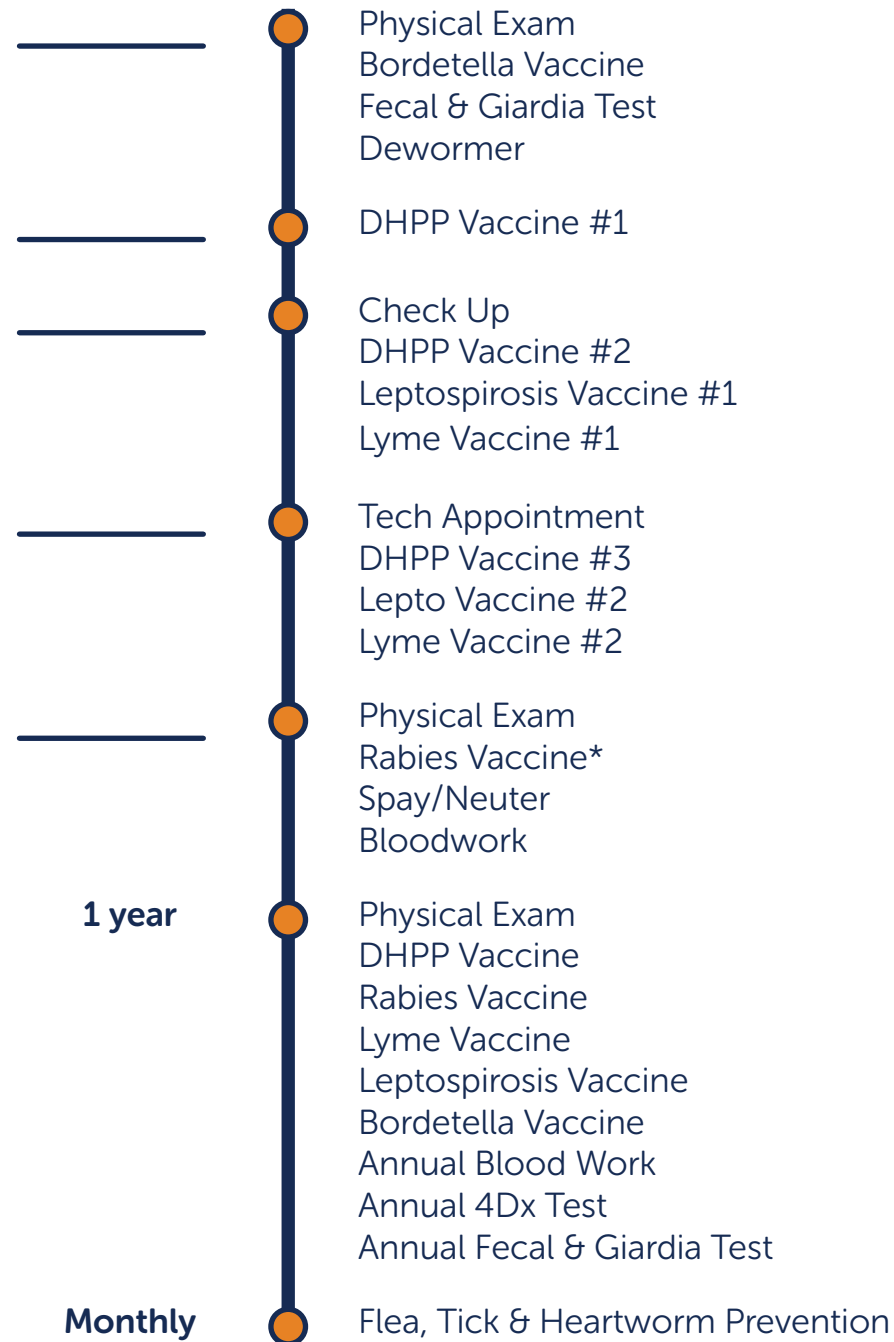 Physical Exam
Bordetella Vaccine
Fecal & Giardia Test
Dewormer
DHPP Vaccine #1
Check Up
DHPP Vaccine #2
Leptospirosis Vaccine #1
Lyme Vaccine #1
Tech Appointment
DHPP Vaccine #3
Lepto Vaccine #2
Lyme Vaccine #2
Physical Exam
Rabies Vaccine*
Spay/Neuter
Bloodwork
1 year Physical Exam
DHPP Vaccine
Rabies Vaccine
Lyme Vaccine
Leptospirosis Vaccine
Bordetella Vaccine
Annual Blood Work
Annual 4Dx Test
Annual Fecal & Giardia Test
Monthly Flea, Tick & Heartworm Prevention